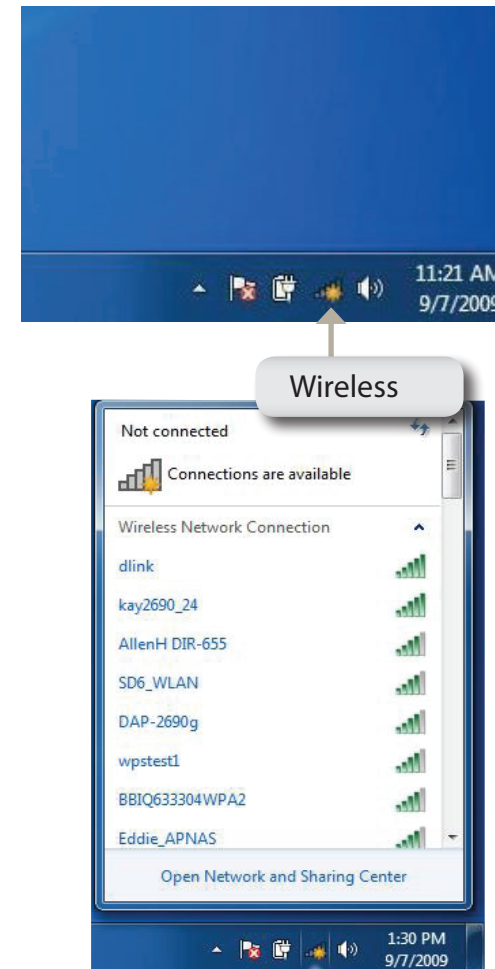 11:21 AM
9/7/2009
Wireless
Not connected
Connections are available
Wireless Network Connection
dlink
kay2690_24
AllenH DIR-655
SD6_WLAN
DAP-2690g
wpstest1
BBIQ633304WPA2
Eddie_APNAS
Open Network and Sharing Center
1:30 PM
9/7/2009